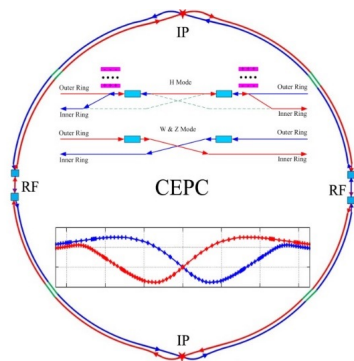 IP
H Mode
Outer Ring
Outer Ring
Inner Ring
Inner Ring
W & Z Mode
Outer Ring
Outer Ring
Inner Ring
Inner Ring
RF
CEPC
RF
IP